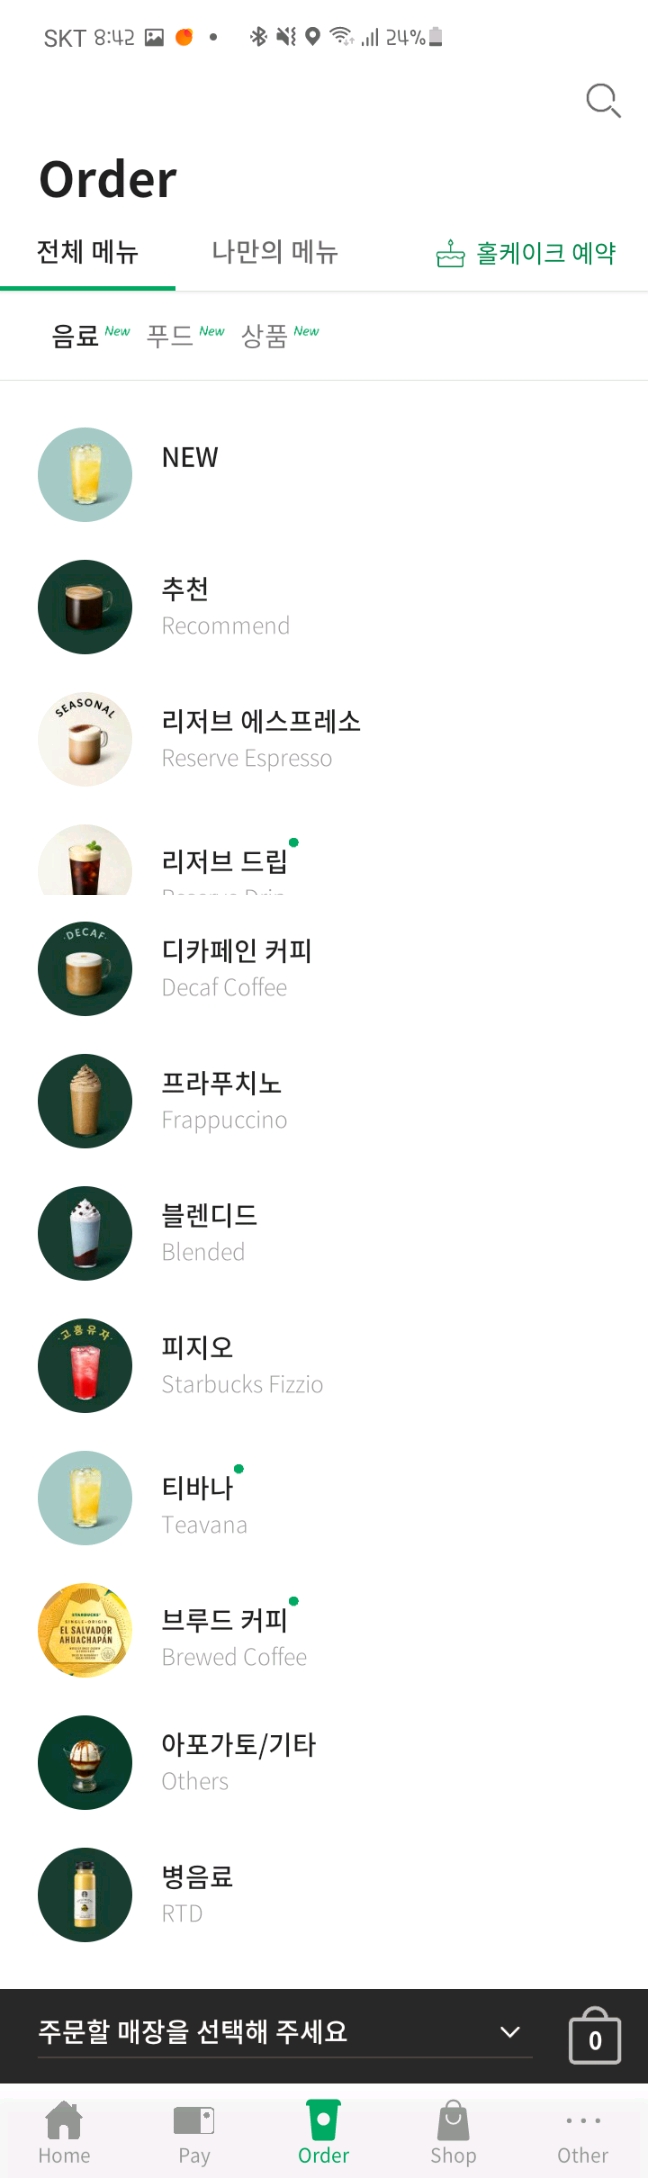 SKT 8:42 24%
Order
전체 메뉴 나만의 메뉴 홀케이크 예약
음료 New 푸드 New 상품 New
NEW
추천
Recommend
SEASONAL
리저브 에스프레소
Reserve Espresso
리저브 드립
Reserve Drip
·DECAF·
디카페인 커피
Decaf Coffee
프라푸치노
Frappuccino
블렌디드
Blended
·고흥유자·
피지오
Starbucks Fizzio
티바나
Teavana
STARBUCKS
SINGLE-ORIGIN
EL SALVADOR
AHUACHAPÁN
브루드 커피
Brewed Coffee
아포가토/기타
Others
병음료
RTD
주문할 매장을 선택해 주세요 0
Home Pay Order Shop Other